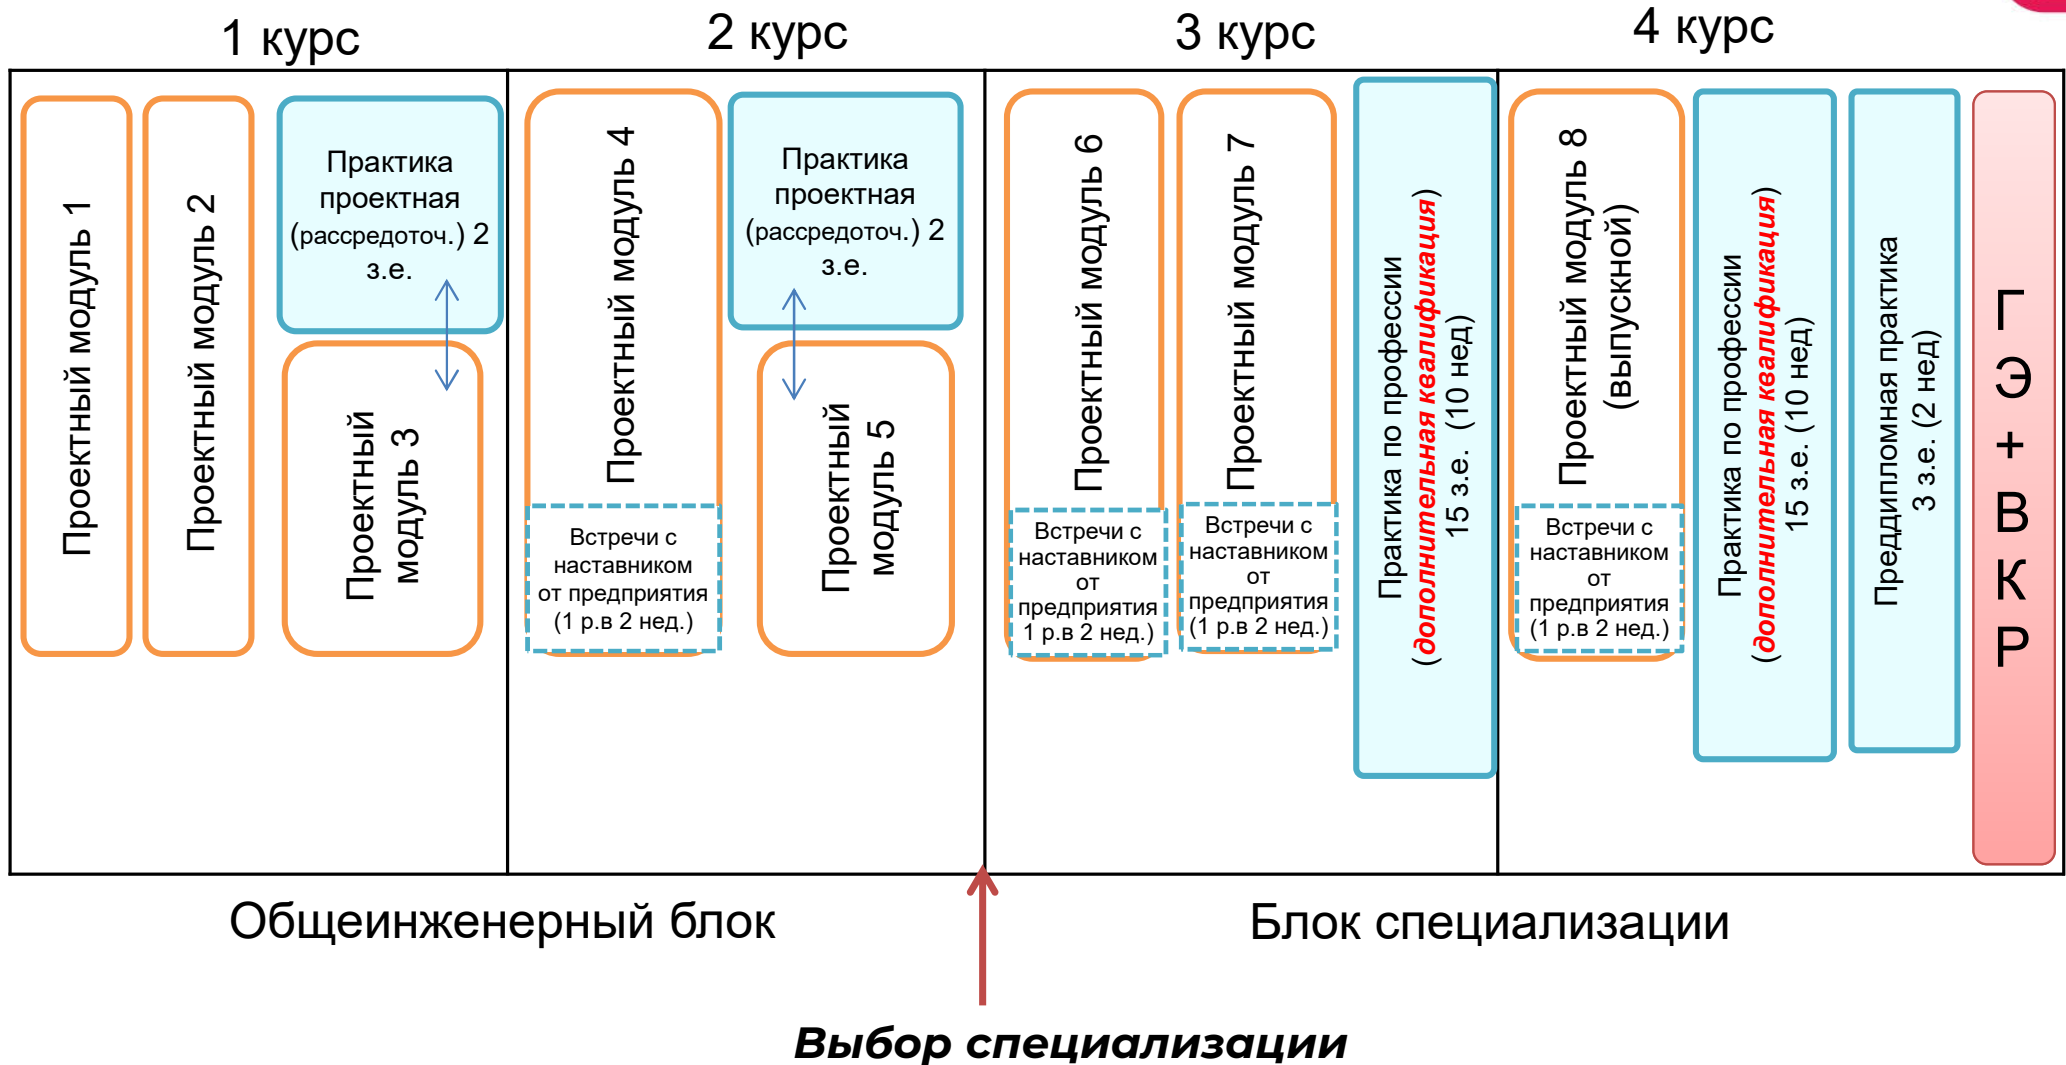 1 курс
2 курс
3 курс
4 курс
Проектный модуль 1
Проектный модуль 2
Практика
проектная
(рассредоточ.) 2
з.е.
Проектный
модуль 3
Проектный модуль 4
Встречи с
наставником
от предприятия
(1 р.в 2 нед.)
Практика
проектная
(рассредоточ.) 2
з.е.
Проектный
модуль 5
Проектный модуль 6
Встречи с
наставником
от
предприятия
1 р.в 2 нед.)
Проектный модуль 7
Встречи с
наставником
от
предприятия
(1 р.в 2 нед.)
Практика по профессии
(дополнительная квалификация)
15 з.е. (10 нед)
Проектный модуль 8
(выпускной)
Встречи с
наставником
от
предприятия
(1 р.в 2 нед.)
Практика по профессии
(дополнительная квалификация)
15 з.е. (10 нед)
Преддипломная практика
3 з.е. (2 нед)
Г
Э
+
В
К
Р
Общеинженерный блок
Блок специализации
Выбор специализации